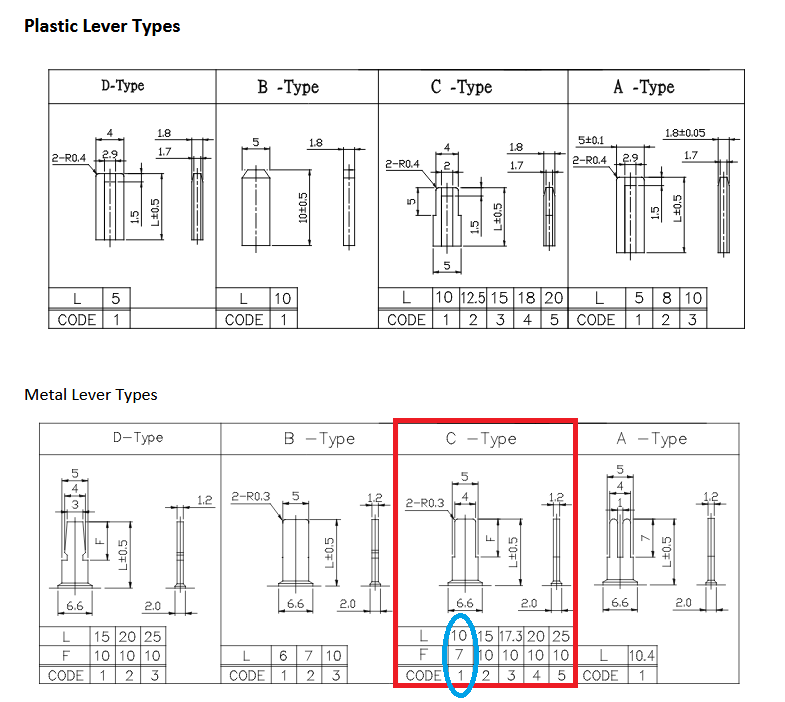 Plastic Lever Types
D-Type
B -Type
C -Type
A -Type
4
2.9
2-R0.4
1.8
1.7
1.5
L±0.5
5
1.8
10±0.5
4
2
2-R0.4
5
1.5
L±0.5
5
1.8
1.7
5±0.1
2.9
2-R0.4
1.5
L±0.5
1.8±0.05
1.7
L 5
CODE 1
L 10
CODE 1
L 10 12.5 15 18 20
CODE 1 2 3 4 5
L 5 8 10
CODE 1 2 3
Metal Lever Types
D-Type
B -Type
C -Type
A -Type
5
4
3
F
L±0.5
6.6
1.2
2.0
2-R0.3
5
L±0.5
6.6
1.2
2.0
5
4
2-R0.3
F
L±0.5
6.6
1.2
2.0
5
4
1
7
L±0.5
6.6
1.2
2.0
L 15 20 25
F 10 10 10
CODE 1 2 3
L 6 7 10
CODE 1 2 3
L 10 15 17.3 20 25
F 7 10 10 10 10
CODE 1 2 3 4 5
L 10.4
CODE 1